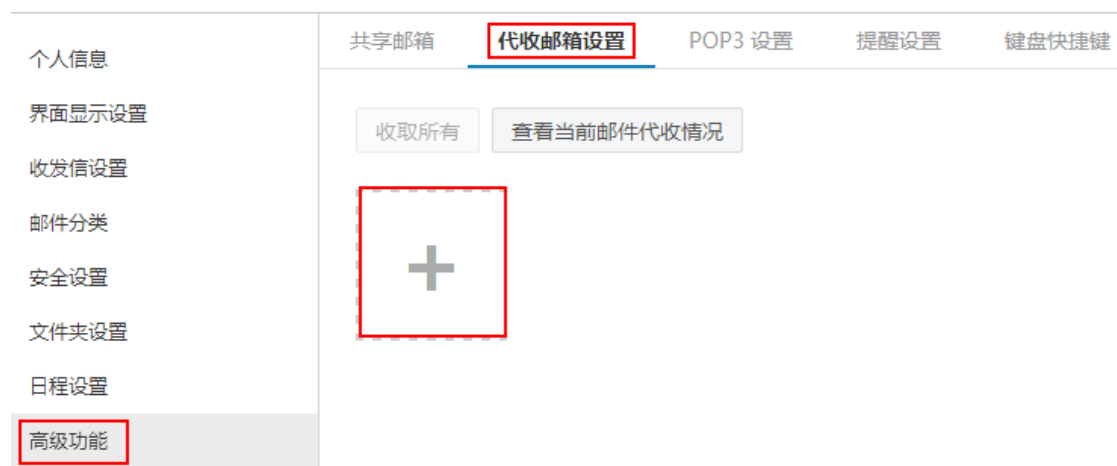 个人信息
界面显示设置
收发信设置
邮件分类
安全设置
文件夹设置
日程设置
高级功能
共享邮箱 代收邮箱设置 POP3 设置 提醒设置 键盘快捷键
收取所有 查看当前邮件代收情况